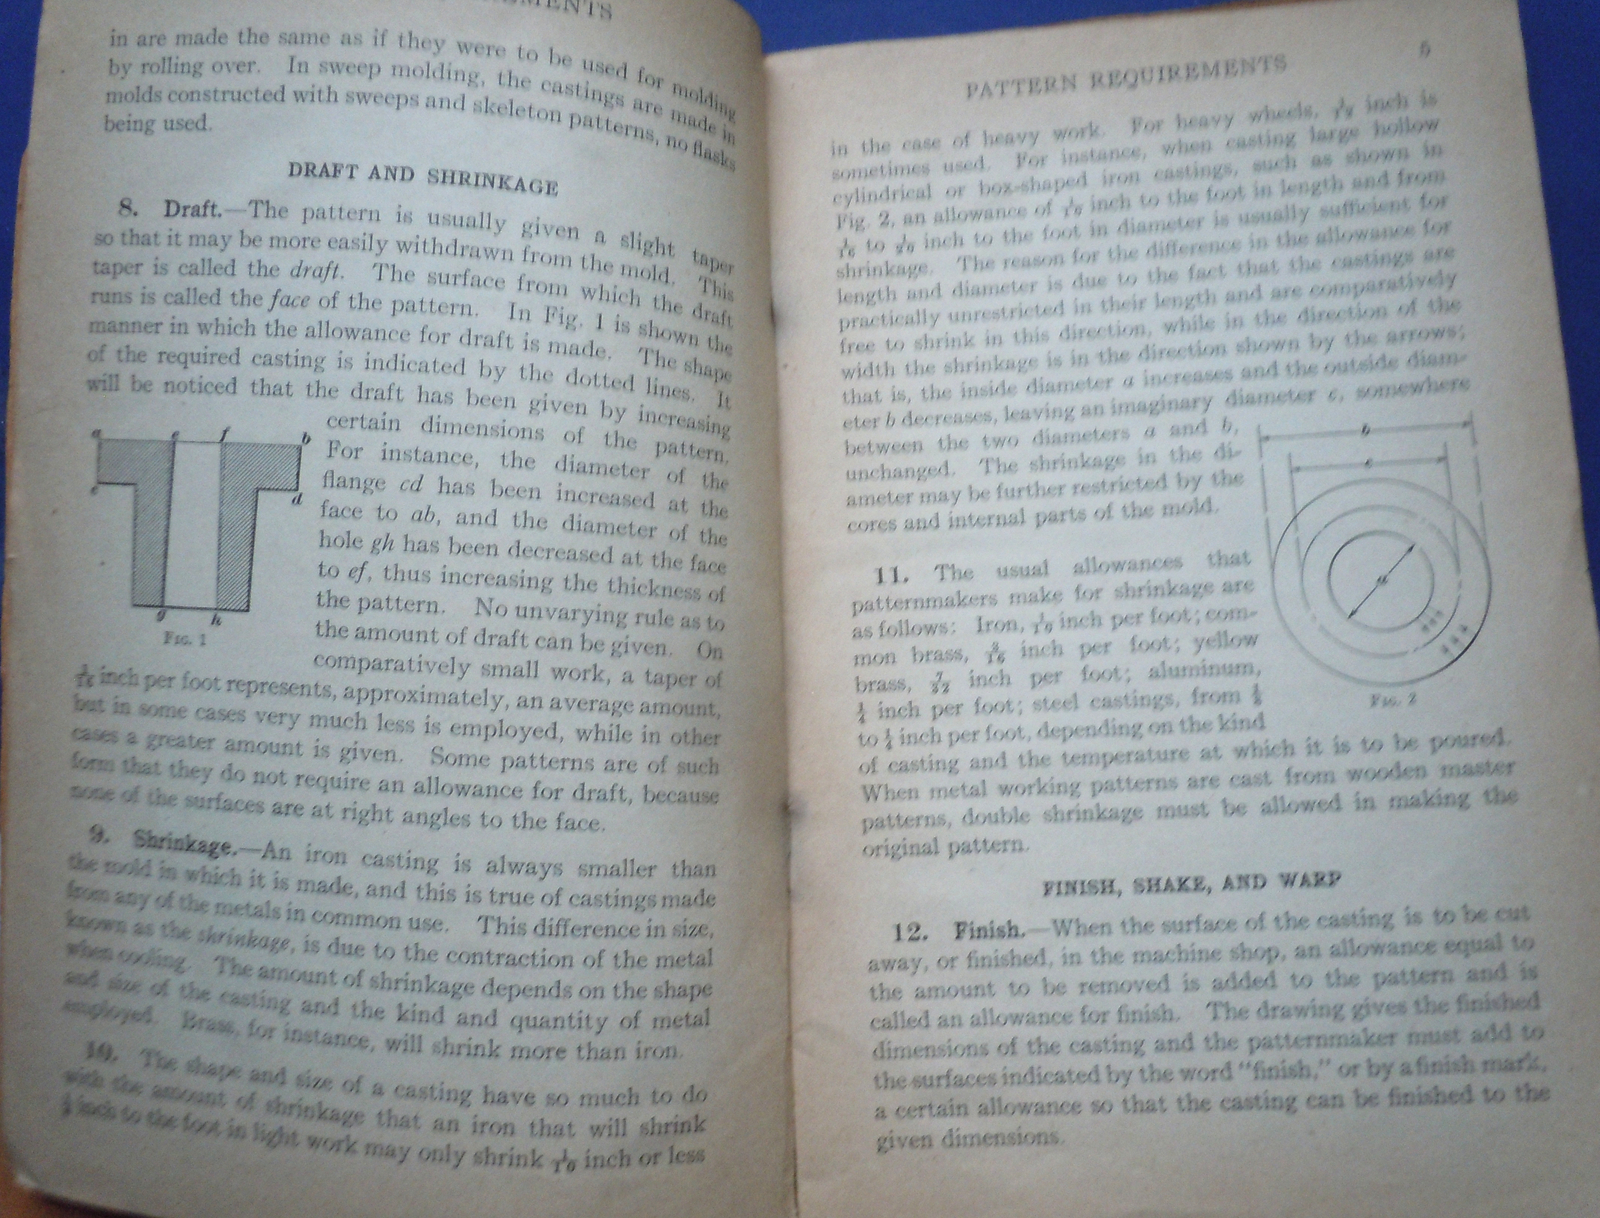 in are made the same as if they were to be used for molding
by rolling over. In sweep molding, the castings are made in
molds constructed with sweeps and skeleton patterns, no flasks
being used.
DRAFT AND SHRINKAGE
8. Draft.—The pattern is usually given a slight taper
so that it may be more easily withdrawn from the mold. This
taper is called the draft. The surface from which the draft
runs is called the face of the pattern. In Fig. 1 is shown the
manner in which the allowance for draft is made. The shape
of the required casting is indicated by the dotted lines. It
will be noticed that the draft has been given by increasing
certain dimensions of the pattern.
For instance, the diameter of the
flange cd has been increased at the
face to ab, and the diameter of the
hole gh has been decreased at the face
to ef, thus increasing the thickness of
the pattern. No unvarying rule as to
the amount of draft can be given. On
comparatively small work, a taper of
a e f b
c d
g h
FIG. 1
inch per foot represents, approximately, an average amount,
but in some cases very much less is employed, while in other
cases a greater amount is given. Some patterns are of such
form that they do not require an allowance for draft, because
none of the surfaces are at right angles to the face.
9. Shrinkage.—An iron casting is always smaller than
the mold in which it is made, and this is true of castings made
from any of the metals in common use. This difference in size,
known as the shrinkage, is due to the contraction of the metal
when cooling. The amount of shrinkage depends on the shape
and size of the casting and the kind and quantity of metal
employed. Brass, for instance, will shrink more than iron.
10. The shape and size of a casting have so much to do
with the amount of shrinkage that an iron that will shrink
inch to the foot in light work may only shrink 1/10 inch or less
PATTERN REQUIREMENTS 5
in the case of heavy work. For heavy wheels, inch is
sometimes used. For instance, when casting large hollow
cylindrical or box-shaped iron castings, such as shown in
Fig. 2, an allowance of 1/10 inch to the foot in length and from
to inch to the foot in diameter is usually sufficient for
shrinkage. The reason for the difference in the allowance for
length and diameter is due to the fact that the castings are
practically unrestricted in their length and are comparatively
free to shrink in this direction, while in the direction of the
width the shrinkage is in the direction shown by the arrows;
that is, the inside diameter a increases and the outside diam-
eter b decreases, leaving an imaginary diameter c, somewhere
between the two diameters a and b,
unchanged. The shrinkage in the di-
ameter may be further restricted by the
cores and internal parts of the mold.
b
c
a
FIG. 2
11. The usual allowances that
patternmakers make for shrinkage are
as follows: Iron, 1/10 inch per foot; com-
mon brass, 3/16 inch per foot; yellow
brass, 7/32 inch per foot; aluminum,
1/4 inch per foot; steel castings, from
to 1/4 inch per foot, depending on the kind
of casting and the temperature at which it is to be poured.
When metal working patterns are cast from wooden master
patterns, double shrinkage must be allowed in making the
original pattern.
FINISH, SHAKE, AND WARP
12. Finish.—When the surface of the casting is to be cut
away, or finished, in the machine shop, an allowance equal to
the amount to be removed is added to the pattern and is
called an allowance for finish. The drawing gives the finished
dimensions of the casting and the patternmaker must add to
the surfaces indicated by the word "finish," or by a finish mark,
a certain allowance so that the casting can be finished to the
given dimensions.